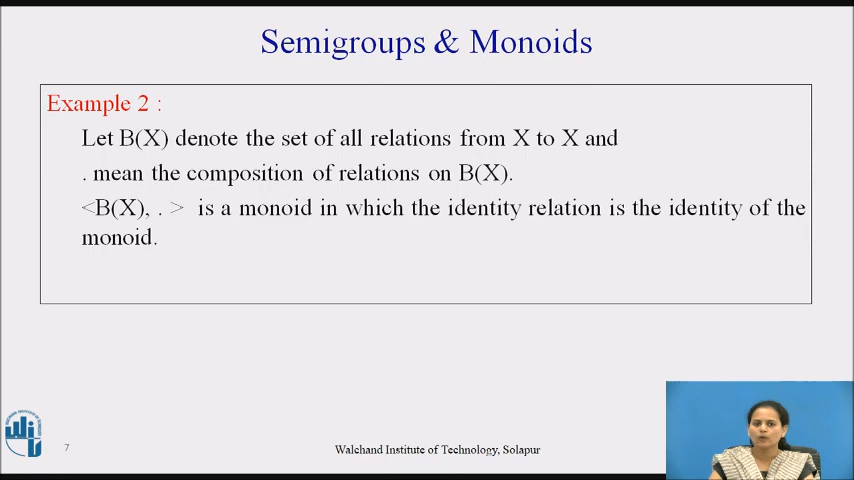 Semigroups & Monoids
Example 2 :
Let B(X) denote the set of all relations from X to X and
. mean the composition of relations on B(X).
<B(X), . > is a monoid in which the identity relation is the identity of the
monoid.
7
Walchand Institute of Technology, Solapur